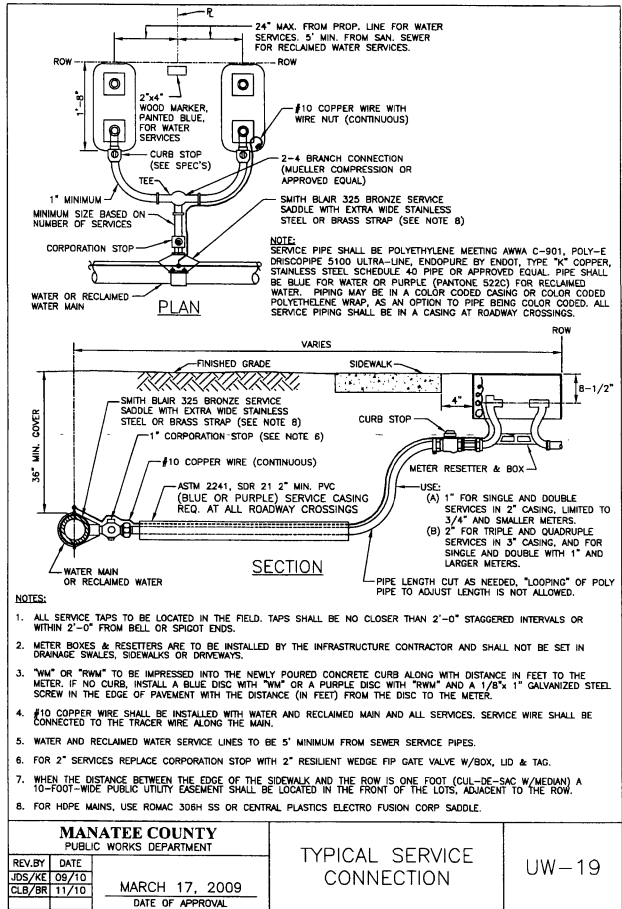 ℄
24" MAX. FROM PROP. LINE FOR WATER
SERVICES. 5' MIN. FROM SAN. SEWER
FOR RECLAIMED WATER SERVICES.
ROW
ROW
1'-8"
2"x4"
WOOD MARKER,
PAINTED BLUE,
FOR WATER
SERVICES
#10 COPPER WIRE WITH
WIRE NUT (CONTINUOUS)
CURB STOP
(SEE SPEC'S)
2-4 BRANCH CONNECTION
(MUELLER COMPRESSION OR
APPROVED EQUAL)
TEE
1" MINIMUM
SMITH BLAIR 325 BRONZE SERVICE
SADDLE WITH EXTRA WIDE STAINLESS
STEEL OR BRASS STRAP (SEE NOTE 8)
MINIMUM SIZE BASED ON
NUMBER OF SERVICES
CORPORATION STOP
NOTE:
SERVICE PIPE SHALL BE POLYETHYLENE MEETING AWWA C-901, POLY-E
DRISCOPIPE 5100 ULTRA-LINE, ENDOPURE BY ENDOT, TYPE "K" COPPER,
STAINLESS STEEL SCHEDULE 40 PIPE OR APPROVED EQUAL. PIPE SHALL
BE BLUE FOR WATER OR PURPLE (PANTONE 522C) FOR RECLAIMED
WATER. PIPING MAY BE IN A COLOR CODED CASING OR COLOR CODED
POLYETHELENE WRAP, AS AN OPTION TO PIPE BEING COLOR CODED. ALL
SERVICE PIPING SHALL BE IN A CASING AT ROADWAY CROSSINGS.
WATER OR RECLAIMED
WATER MAIN
PLAN
ROW
VARIES
FINISHED GRADE
SIDEWALK
8-1/2"
4"
36" MIN. COVER
SMITH BLAIR 325 BRONZE SERVICE
SADDLE WITH EXTRA WIDE STAINLESS
STEEL OR BRASS STRAP (SEE NOTE 8)
CURB STOP
1" CORPORATION STOP (SEE NOTE 6)
#10 COPPER WIRE (CONTINUOUS)
METER RESETTER & BOX
ASTM 2241, SDR 21 2" MIN. PVC
(BLUE OR PURPLE) SERVICE CASING
REQ. AT ALL ROADWAY CROSSINGS
USE:
(A) 1" FOR SINGLE AND DOUBLE
SERVICES IN 2" CASING, LIMITED TO
3/4" AND SMALLER METERS.
(B) 2" FOR TRIPLE AND QUADRUPLE
SERVICES IN 3" CASING, AND FOR
SINGLE AND DOUBLE WITH 1" AND
LARGER METERS.
WATER MAIN
OR RECLAIMED WATER
SECTION
PIPE LENGTH CUT AS NEEDED, "LOOPING" OF POLY
PIPE TO ADJUST LENGTH IS NOT ALLOWED.
NOTES:
1. ALL SERVICE TAPS TO BE LOCATED IN THE FIELD. TAPS SHALL BE NO CLOSER THAN 2'-0" STAGGERED INTERVALS OR
WITHIN 2'-0" FROM BELL OR SPIGOT ENDS.
2. METER BOXES & RESETTERS ARE TO BE INSTALLED BY THE INFRASTRUCTURE CONTRACTOR AND SHALL NOT BE SET IN
DRAINAGE SWALES, SIDEWALKS OR DRIVEWAYS.
3. "WM" OR "RWM" TO BE IMPRESSED INTO THE NEWLY POURED CONCRETE CURB ALONG WITH DISTANCE IN FEET TO THE
METER. IF NO CURB, INSTALL A BLUE DISC WITH "WM" OR A PURPLE DISC WITH "RWM" AND A 1/8"x 1" GALVANIZED STEEL
SCREW IN THE EDGE OF PAVEMENT WITH THE DISTANCE (IN FEET) FROM THE DISC TO THE METER.
4. #10 COPPER WIRE SHALL BE INSTALLED WITH WATER AND RECLAIMED MAIN AND ALL SERVICES. SERVICE WIRE SHALL BE
CONNECTED TO THE TRACER WIRE ALONG THE MAIN.
5. WATER AND RECLAIMED WATER SERVICE LINES TO BE 5' MINIMUM FROM SEWER SERVICE PIPES.
6. FOR 2" SERVICES REPLACE CORPORATION STOP WITH 2" RESILIENT WEDGE FIP GATE VALVE W/BOX, LID & TAG.
7. WHEN THE DISTANCE BETWEEN THE EDGE OF THE SIDEWALK AND THE ROW IS ONE FOOT (CUL-DE-SAC W/MEDIAN) A
10-FOOT-WIDE PUBLIC UTILITY EASEMENT SHALL BE LOCATED IN THE FRONT OF THE LOTS, ADJACENT TO THE ROW.
8. FOR HDPE MAINS, USE ROMAC 306H SS OR CENTRAL PLASTICS ELECTRO FUSION CORP SADDLE.
MANATEE COUNTY
PUBLIC WORKS DEPARTMENT
REV.BY DATE
JDS/KE 09/10
CLB/BR 11/10
MARCH 17, 2009
DATE OF APPROVAL
TYPICAL SERVICE
CONNECTION
UW-19